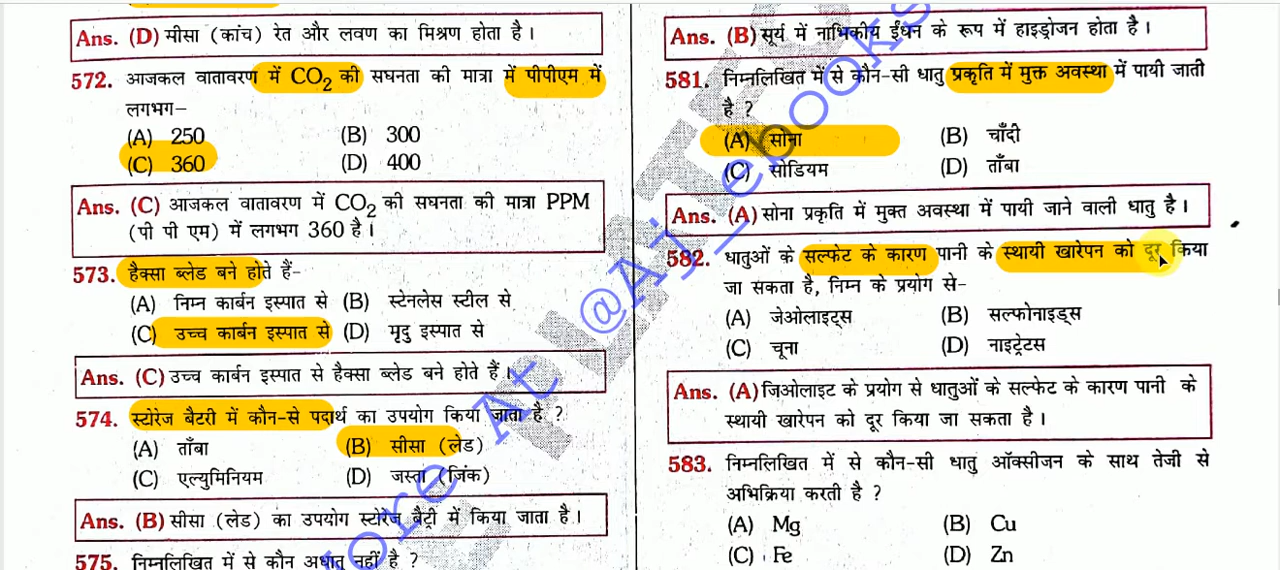 Ans. (D) सीसा (कांच) रेत और लवण का मिश्रण होता है।
572. आजकल वातावरण में CO2 की सघनता की मात्रा में पीपीएम में
लगभग–
(A) 250 (B) 300
(C) 360 (D) 400
Ans. (C) आजकल वातावरण में CO2 की सघनता की मात्रा PPM
(पी पी एम) में लगभग 360 है।
573. हैक्सा ब्लेड बने होते हैं-
(A) निम्न कार्बन इस्पात से (B) स्टेनलेस स्टील से
(C) उच्च कार्बन इस्पात से (D) मृदु इस्पात से
Ans. (C) उच्च कार्बन इस्पात से हैक्सा ब्लेड बने होते हैं।
574. स्टोरेज बैटरी में कौन-से पदार्थ का उपयोग किया जाता है ?
(A) ताँबा (B) सीसा (लेड)
(C) एल्युमिनियम (D) जस्ता (जिंक)
Ans. (B) सीसा (लेड) का उपयोग स्टोरेज बैट्री में किया जाता है।
575. निम्नलिखित में से कौन अधातु नहीं है ?
Ans. (B) सूर्य में नाभिकीय ईंधन के रूप में हाइड्रोजन होता है।
581. निम्नलिखित में से कौन-सी धातु प्रकृति में मुक्त अवस्था में पायी जाती
है ?
(A) सोना (B) चाँदी
(C) सोडियम (D) ताँबा
Ans. (A) सोना प्रकृति में मुक्त अवस्था में पायी जाने वाली धातु है।
582. धातुओं के सल्फेट के कारण पानी के स्थायी खारेपन को दूर किया
जा सकता है, निम्न के प्रयोग से-
(A) जेओलाइट्स (B) सल्फोनाइड्स
(C) चूना (D) नाइट्रेटस
Ans. (A) जिओलाइट के प्रयोग से धातुओं के सल्फेट के कारण पानी के
स्थायी खारेपन को दूर किया जा सकता है।
583. निम्नलिखित में से कौन-सी धातु ऑक्सीजन के साथ तेजी से
अभिक्रिया करती है ?
(A) Mg (B) Cu
(C) Fe (D) Zn
More At @Aj_ebooks